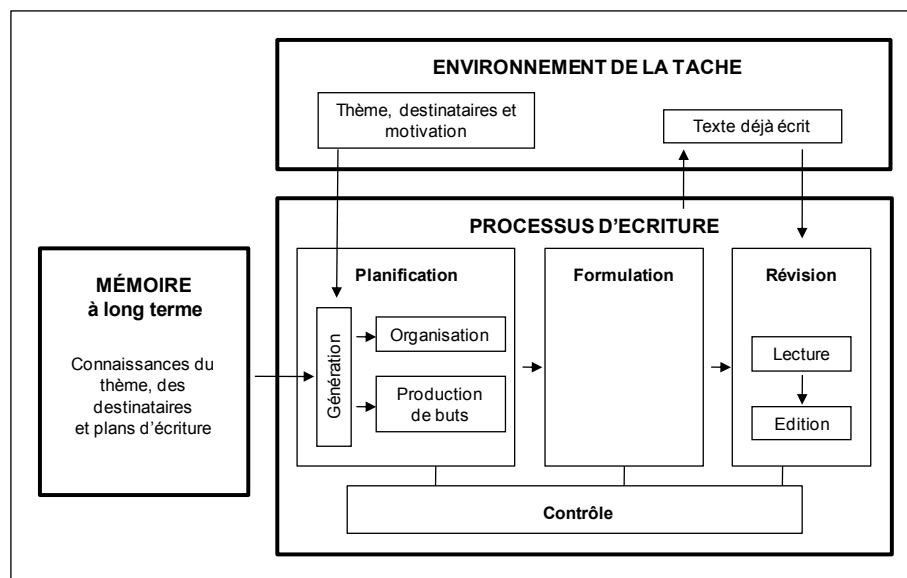 ENVIRONNEMENT DE LA TACHE
Thème, destinataires et
motivation
Texte déjà écrit
PROCESSUS D'ECRITURE
MÉMOIRE
à long terme
Connaissances du
thème, des
destinataires
et plans d'écriture
Planification
Génération
Organisation
Production
de buts
Formulation
Révision
Lecture
Edition
Contrôle